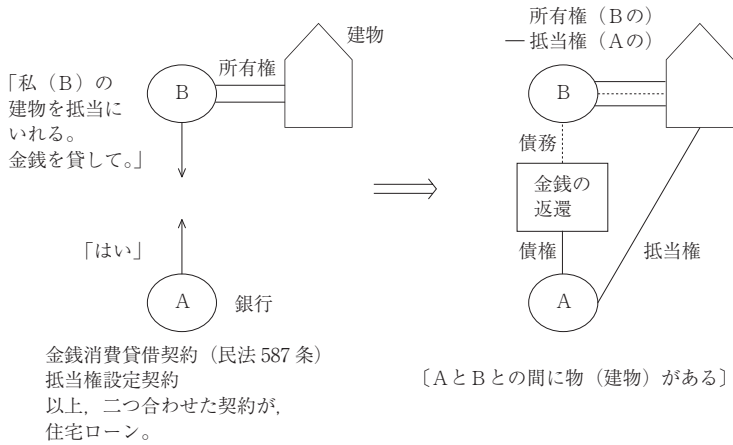 建物
所有権
B
「私（B）の
建物を抵当に
いれる。
金銭を貸して。」
「はい」
A
銀行
金銭消費貸借契約（民法 587 条）
抵当権設定契約
以上，二つ合わせた契約が，
住宅ローン。
所有権（Bの）
― 抵当権（Aの）
B
債務
金銭の
返還
債権
抵当権
A
〔AとBとの間に物（建物）がある〕